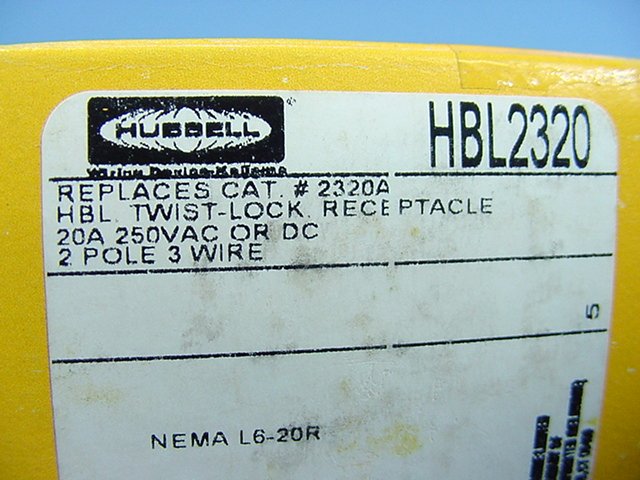 HUBBELL
HBL2320
Wiring Device-Kellems
REPLACES CAT. # 2320A
HBL. TWIST-LOCK. RECEPTACLE
20A 250VAC OR DC
2 POLE 3 WIRE
5
NEMA L6-20R